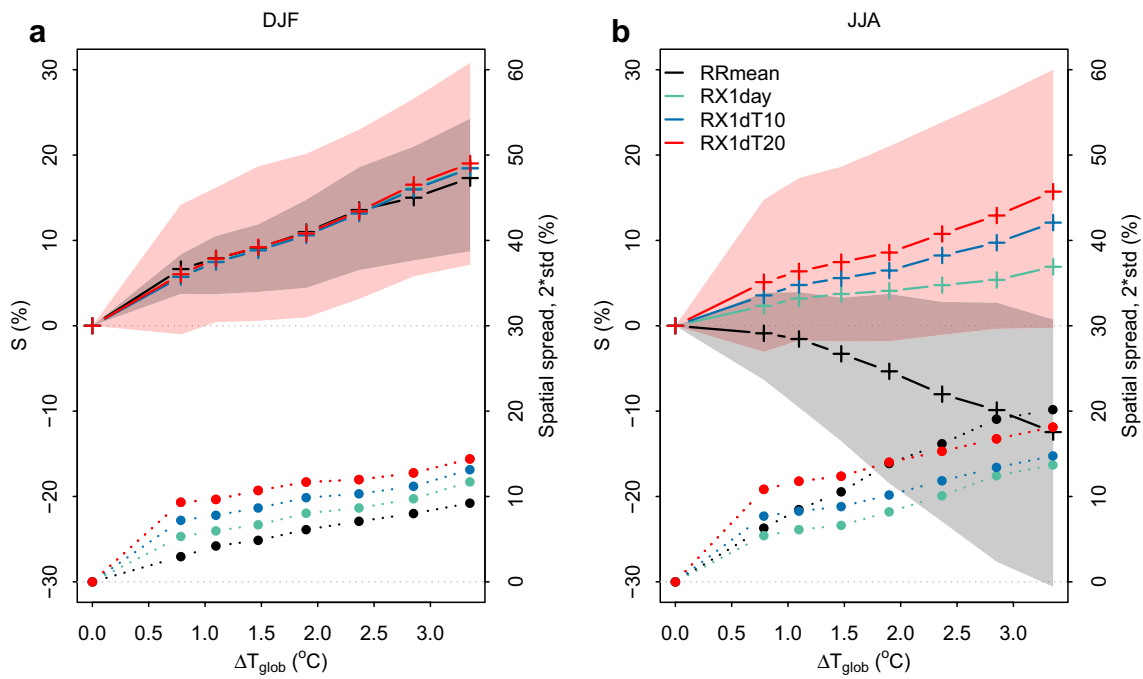 a
DJF
S (%)
30
20
10
0
−10
−20
−30
60
50
40
30
20
10
0
Spatial spread, 2*std (%)
0.0 0.5 1.0 1.5 2.0 2.5 3.0
ΔTglob (°C)
b
JJA
RRmean
RX1day
RX1dT10
RX1dT20
S (%)
30
20
10
0
−10
−20
−30
60
50
40
30
20
10
0
Spatial spread, 2*std (%)
0.0 0.5 1.0 1.5 2.0 2.5 3.0
ΔTglob (°C)